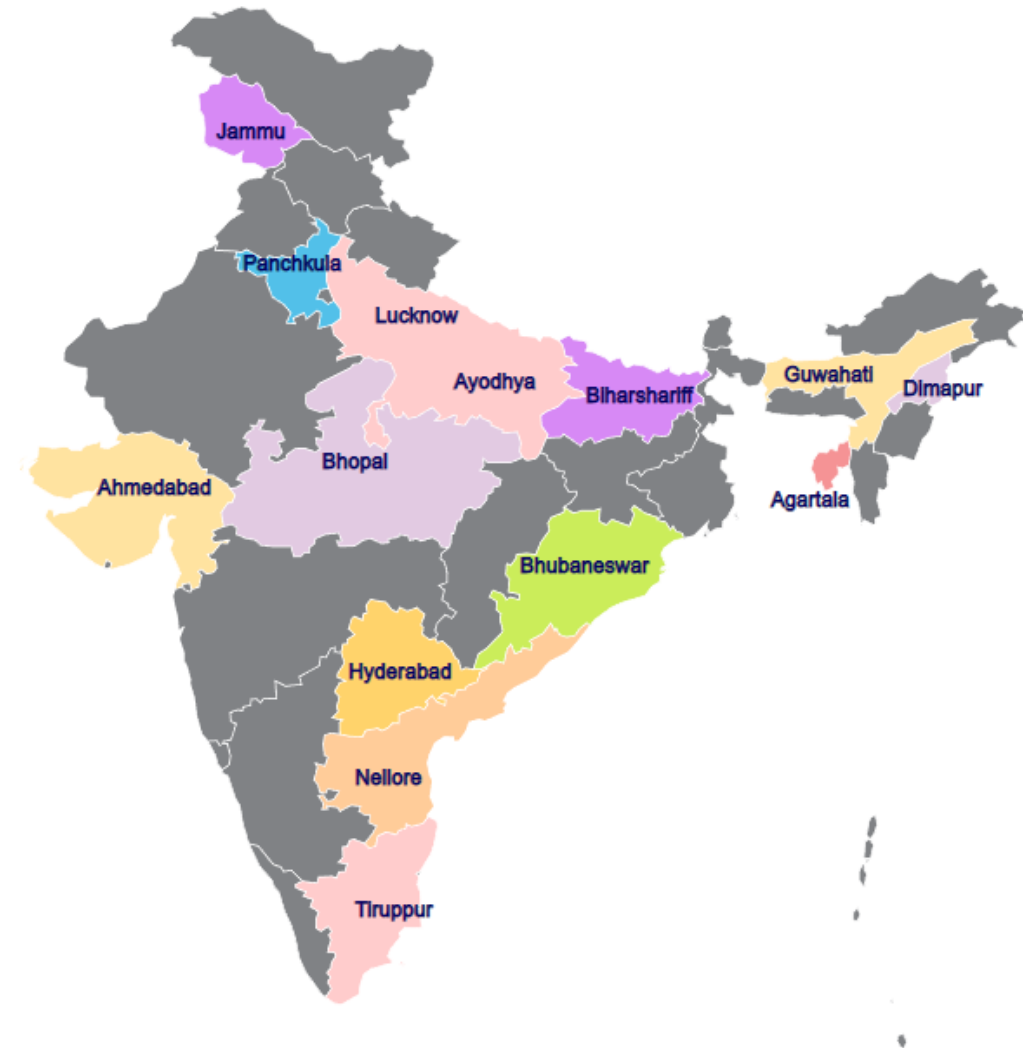 Jammu
Panchkula
Lucknow
Guwahati
Ayodhya
Dimapur
Biharshariff
Bhopal
Ahmedabad
Agartala
Bhubaneswar
Hyderabad
Nellore
Tiruppur